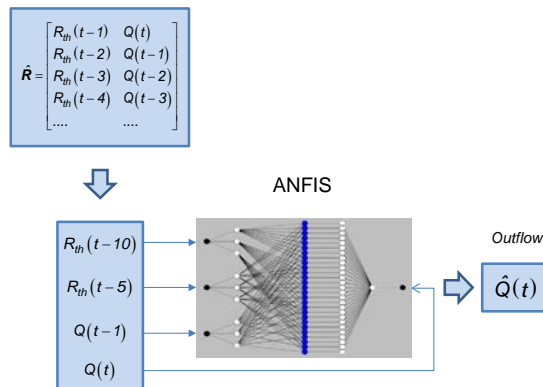 R̂ = [ R_th(t−1) Q(t)
R_th(t−2) Q(t−1)
R_th(t−3) Q(t−2)
R_th(t−4) Q(t−3)
.... .... ]
ANFIS
R_th(t−10)
R_th(t−5)
Q(t−1)
Q(t)
Outflow
Q̂(t)